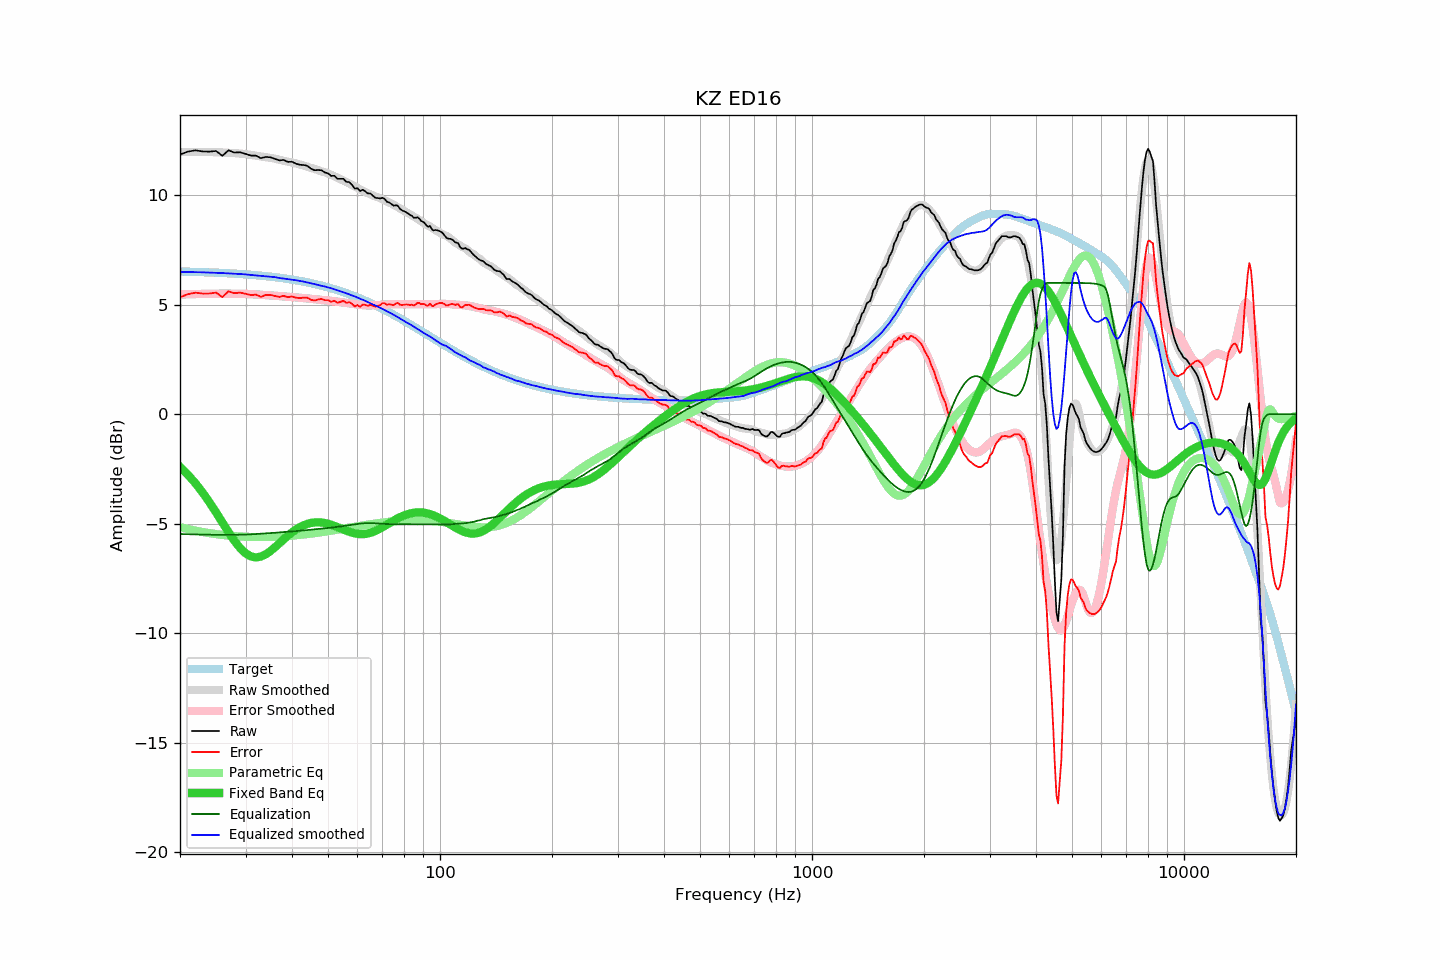 KZ ED16
Amplitude (dBr)
10
5
0
−5
−10
−15
−20
Target
Raw Smoothed
Error Smoothed
Raw
Error
Parametric Eq
Fixed Band Eq
Equalization
Equalized smoothed
100 1000 10000
Frequency (Hz)